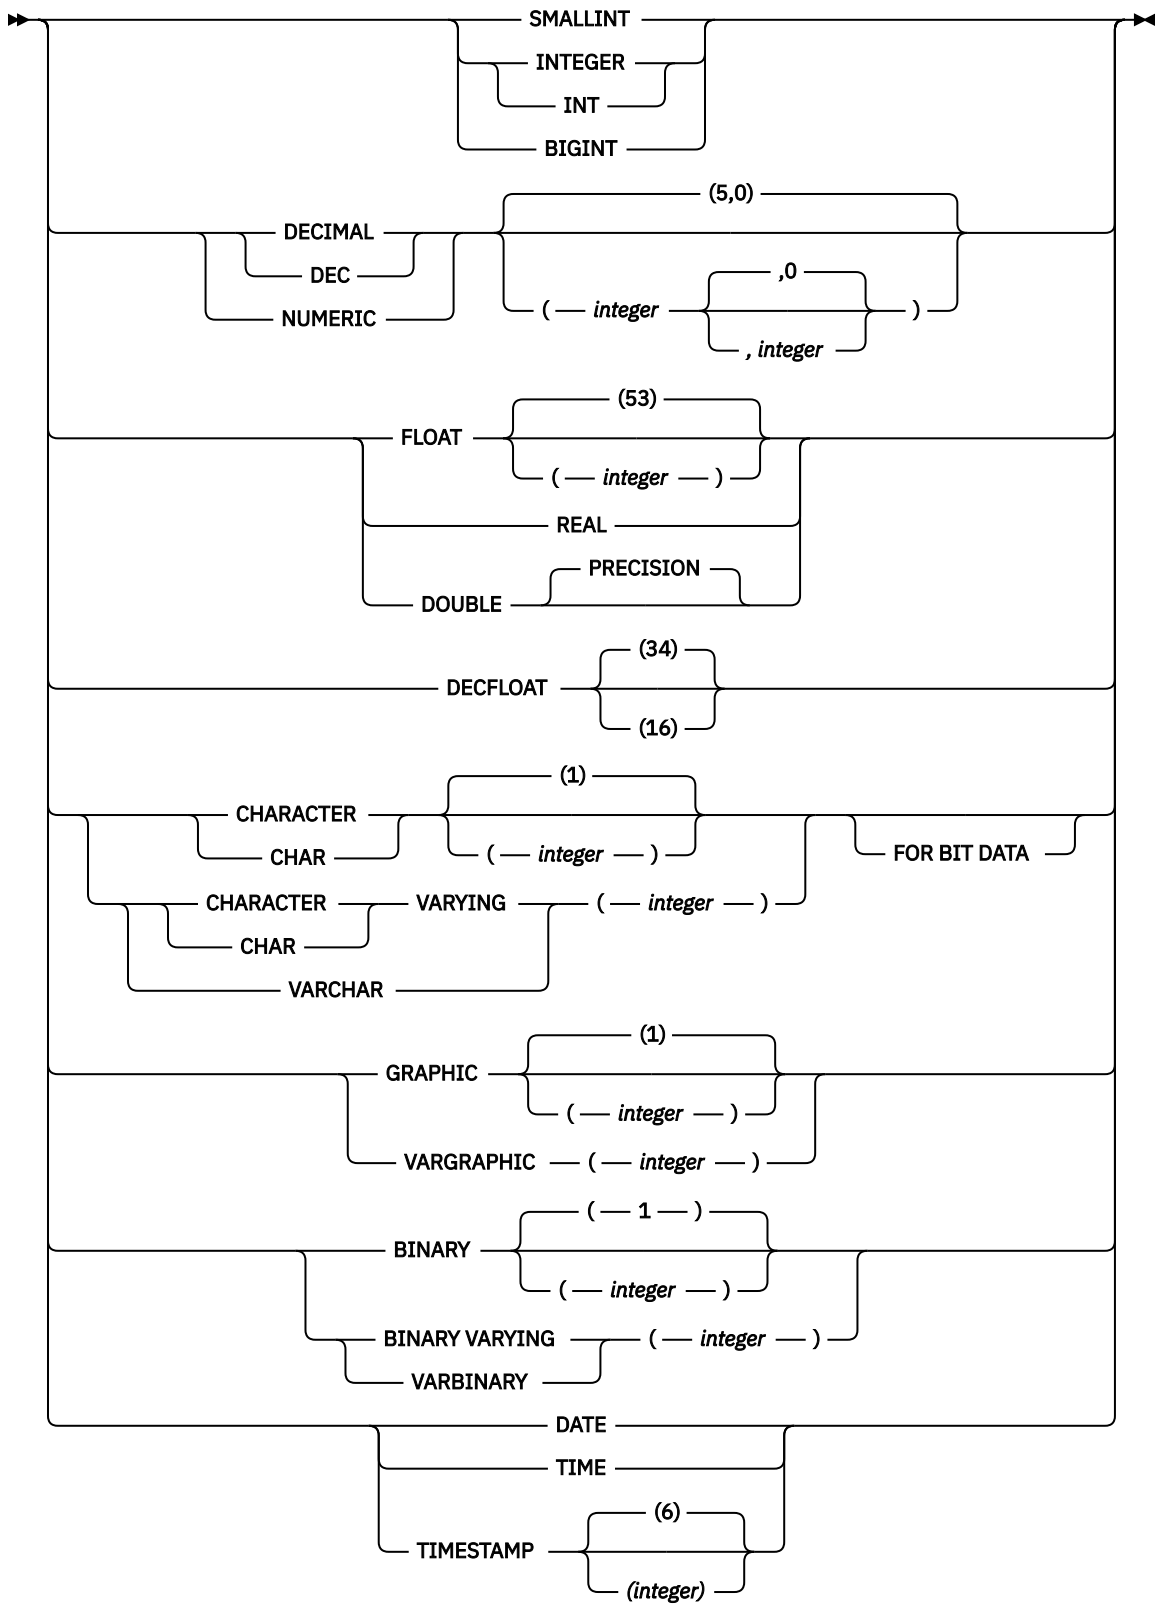 SMALLINT
INTEGER
INT
BIGINT
(5,0)
DECIMAL
DEC
NUMERIC
,0
( integer )
, integer
(53)
FLOAT
( integer )
REAL
PRECISION
DOUBLE
(34)
DECFLOAT
(16)
(1)
CHARACTER
CHAR
( integer )
FOR BIT DATA
CHARACTER VARYING ( integer )
CHAR
VARCHAR
(1)
GRAPHIC
( integer )
VARGRAPHIC ( integer )
( 1 )
BINARY
( integer )
BINARY VARYING ( integer )
VARBINARY
DATE
TIME
(6)
TIMESTAMP
(integer)